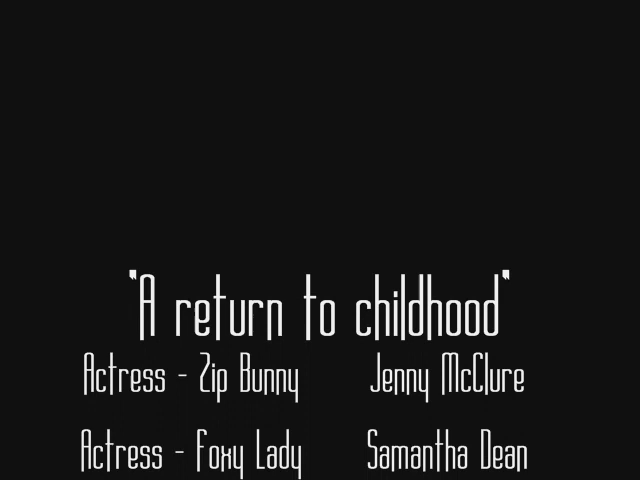 "A return to childhood"
Actress - Zip Bunny Jenny McClure
Actress - Foxy Lady Samantha Dean